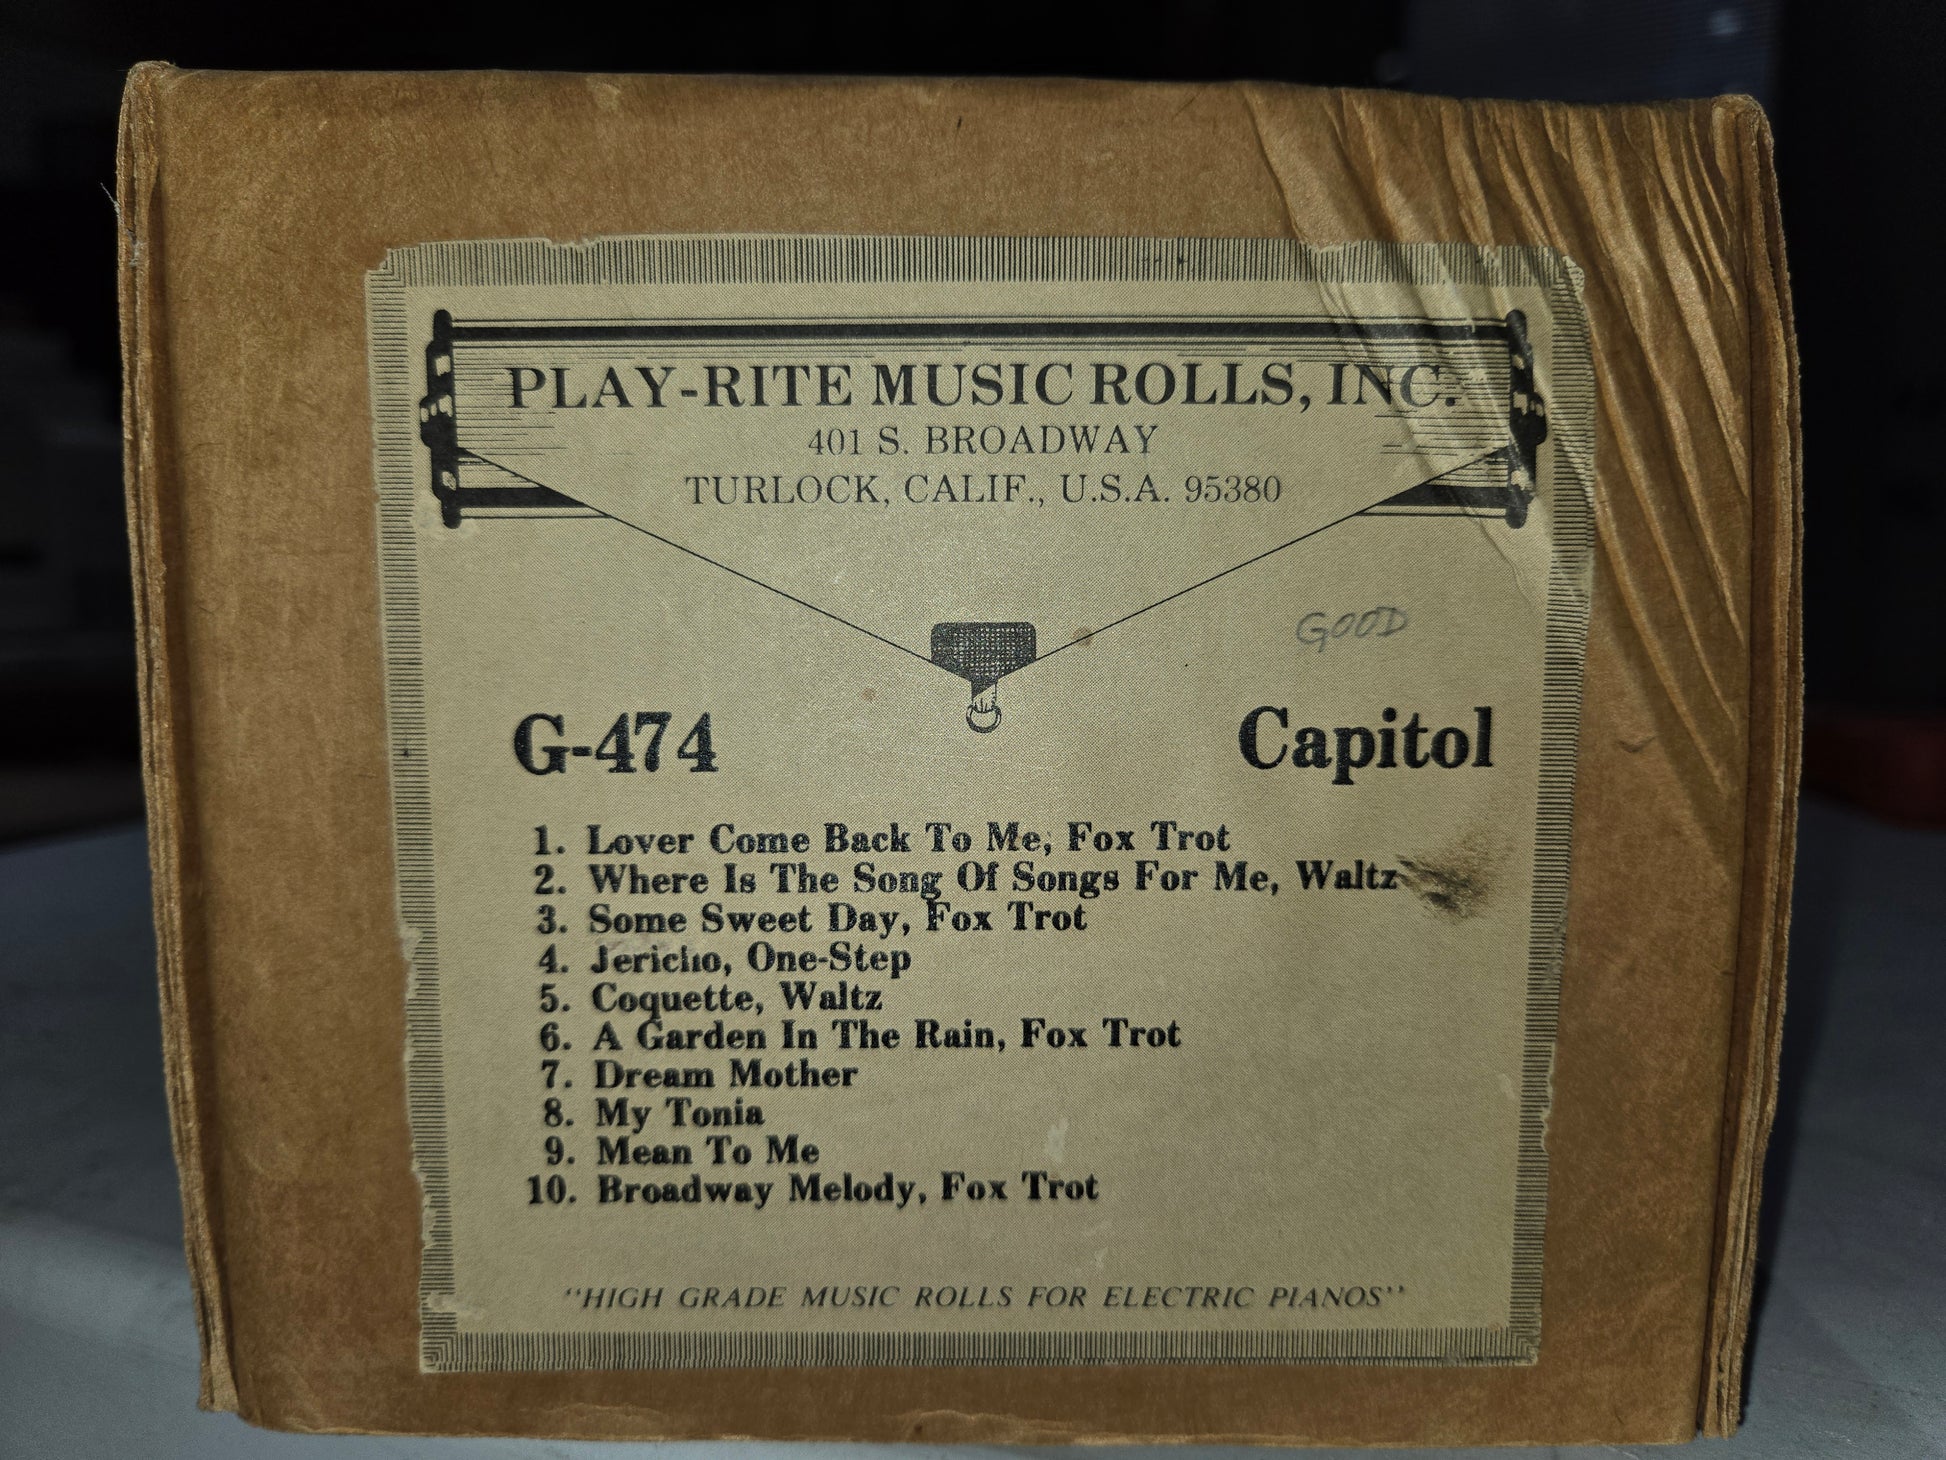 PLAY-RITE MUSIC ROLLS, INC.
401 S. BROADWAY
TURLOCK, CALIF., U.S.A. 95380
GOOD
G-474 Capitol
1. Lover Come Back To Me, Fox Trot
2. Where Is The Song Of Songs For Me, Waltz
3. Some Sweet Day, Fox Trot
4. Jericho, One-Step
5. Coquette, Waltz
6. A Garden In The Rain, Fox Trot
7. Dream Mother
8. My Tonia
9. Mean To Me
10. Broadway Melody, Fox Trot
"HIGH GRADE MUSIC ROLLS FOR ELECTRIC PIANOS"